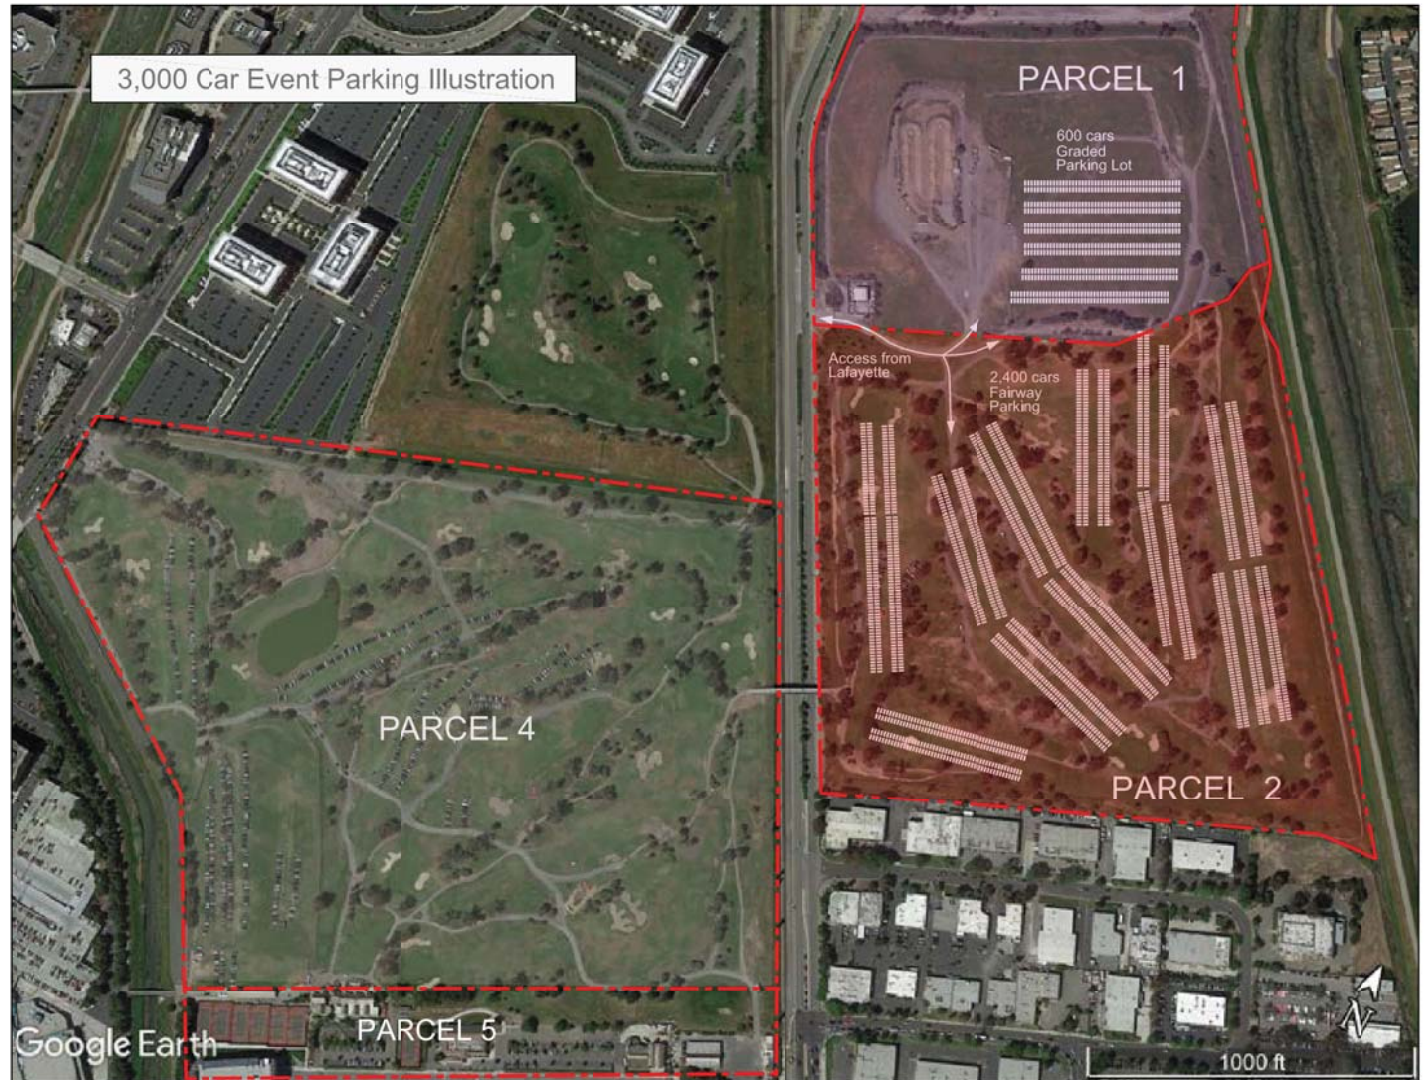 3,000 Car Event Parking Illustration
PARCEL 1
600 cars
Graded
Parking Lot
Access from
Lafayette
2,400 cars
Fairway
Parking
PARCEL 4
PARCEL 2
PARCEL 5
Google Earth
N
1000 ft